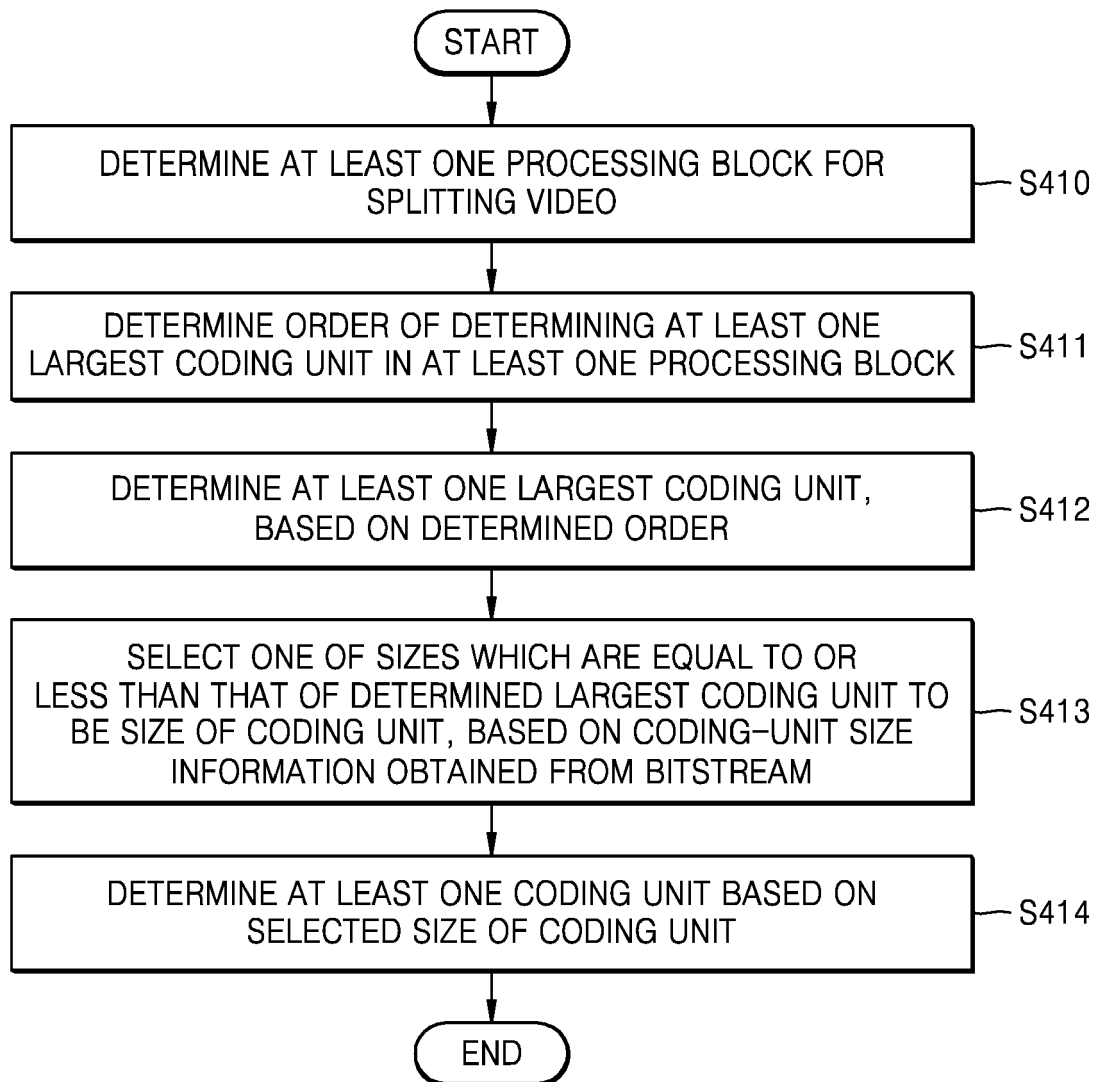 START
DETERMINE AT LEAST ONE PROCESSING BLOCK FOR
SPLITTING VIDEO
S410
DETERMINE ORDER OF DETERMINING AT LEAST ONE
LARGEST CODING UNIT IN AT LEAST ONE PROCESSING BLOCK
S411
DETERMINE AT LEAST ONE LARGEST CODING UNIT,
BASED ON DETERMINED ORDER
S412
SELECT ONE OF SIZES WHICH ARE EQUAL TO OR
LESS THAN THAT OF DETERMINED LARGEST CODING UNIT TO
BE SIZE OF CODING UNIT, BASED ON CODING-UNIT SIZE
INFORMATION OBTAINED FROM BITSTREAM
S413
DETERMINE AT LEAST ONE CODING UNIT BASED ON
SELECTED SIZE OF CODING UNIT
S414
END